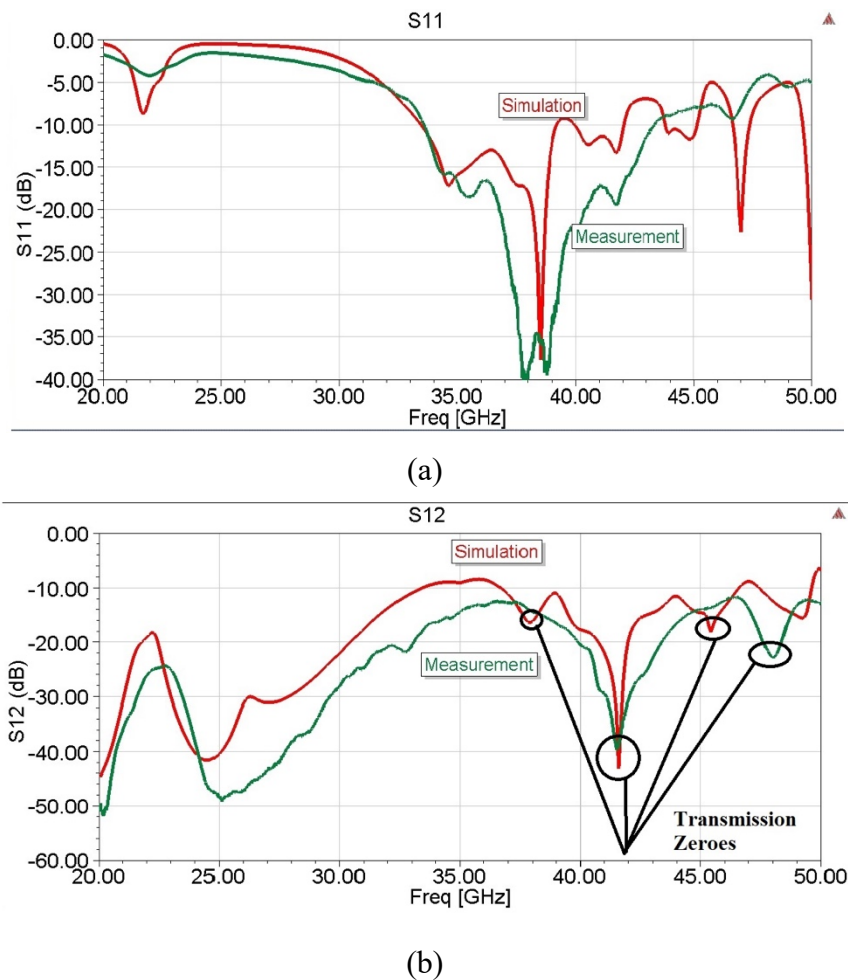 S11
0.00
-5.00
-10.00
-15.00
-20.00
-25.00
-30.00
-35.00
-40.00
S11 (dB)
Simulation
Measurement
20.00 25.00 30.00 35.00 40.00 45.00 50.00
Freq [GHz]
(a)
S12
0.00
-10.00
-20.00
-30.00
-40.00
-50.00
-60.00
S12 (dB)
Simulation
Measurement
Transmission
Zeroes
20.00 25.00 30.00 35.00 40.00 45.00 50.00
Freq [GHz]
(b)